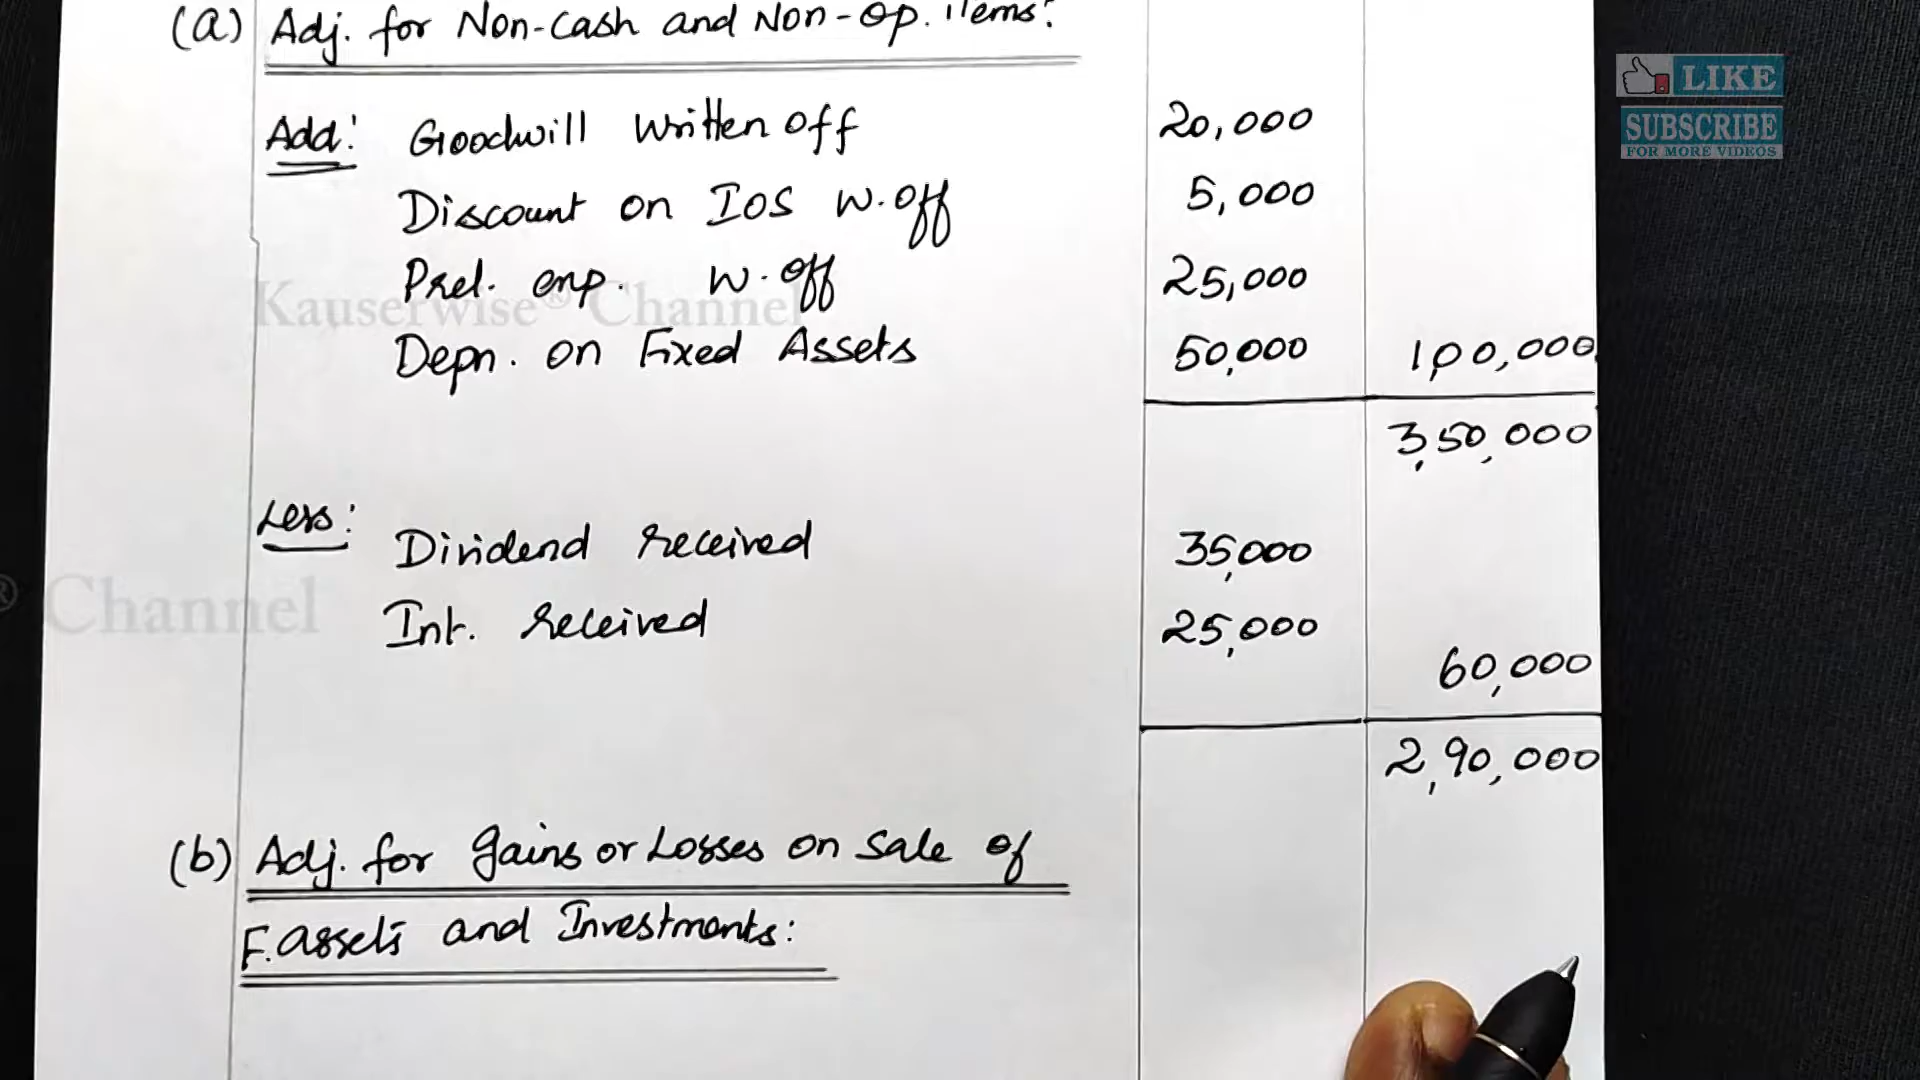 (a) Adj. for Non-Cash and Non-Op. items:
Add: Goodwill Written off 20,000
Discount on IOS W.off 5,000
Prel. exp. W.off 25,000
Depn. on Fixed Assets 50,000 1,00,000
3,50,000
Less: Dividend received 35,000
Int. received 25,000
60,000
2,90,000
(b) Adj. for Gains or Losses on Sale of
F.Assets and Investments:
Kauserwise® Channel
® Channel
LIKE
SUBSCRIBE
FOR MORE VIDEOS